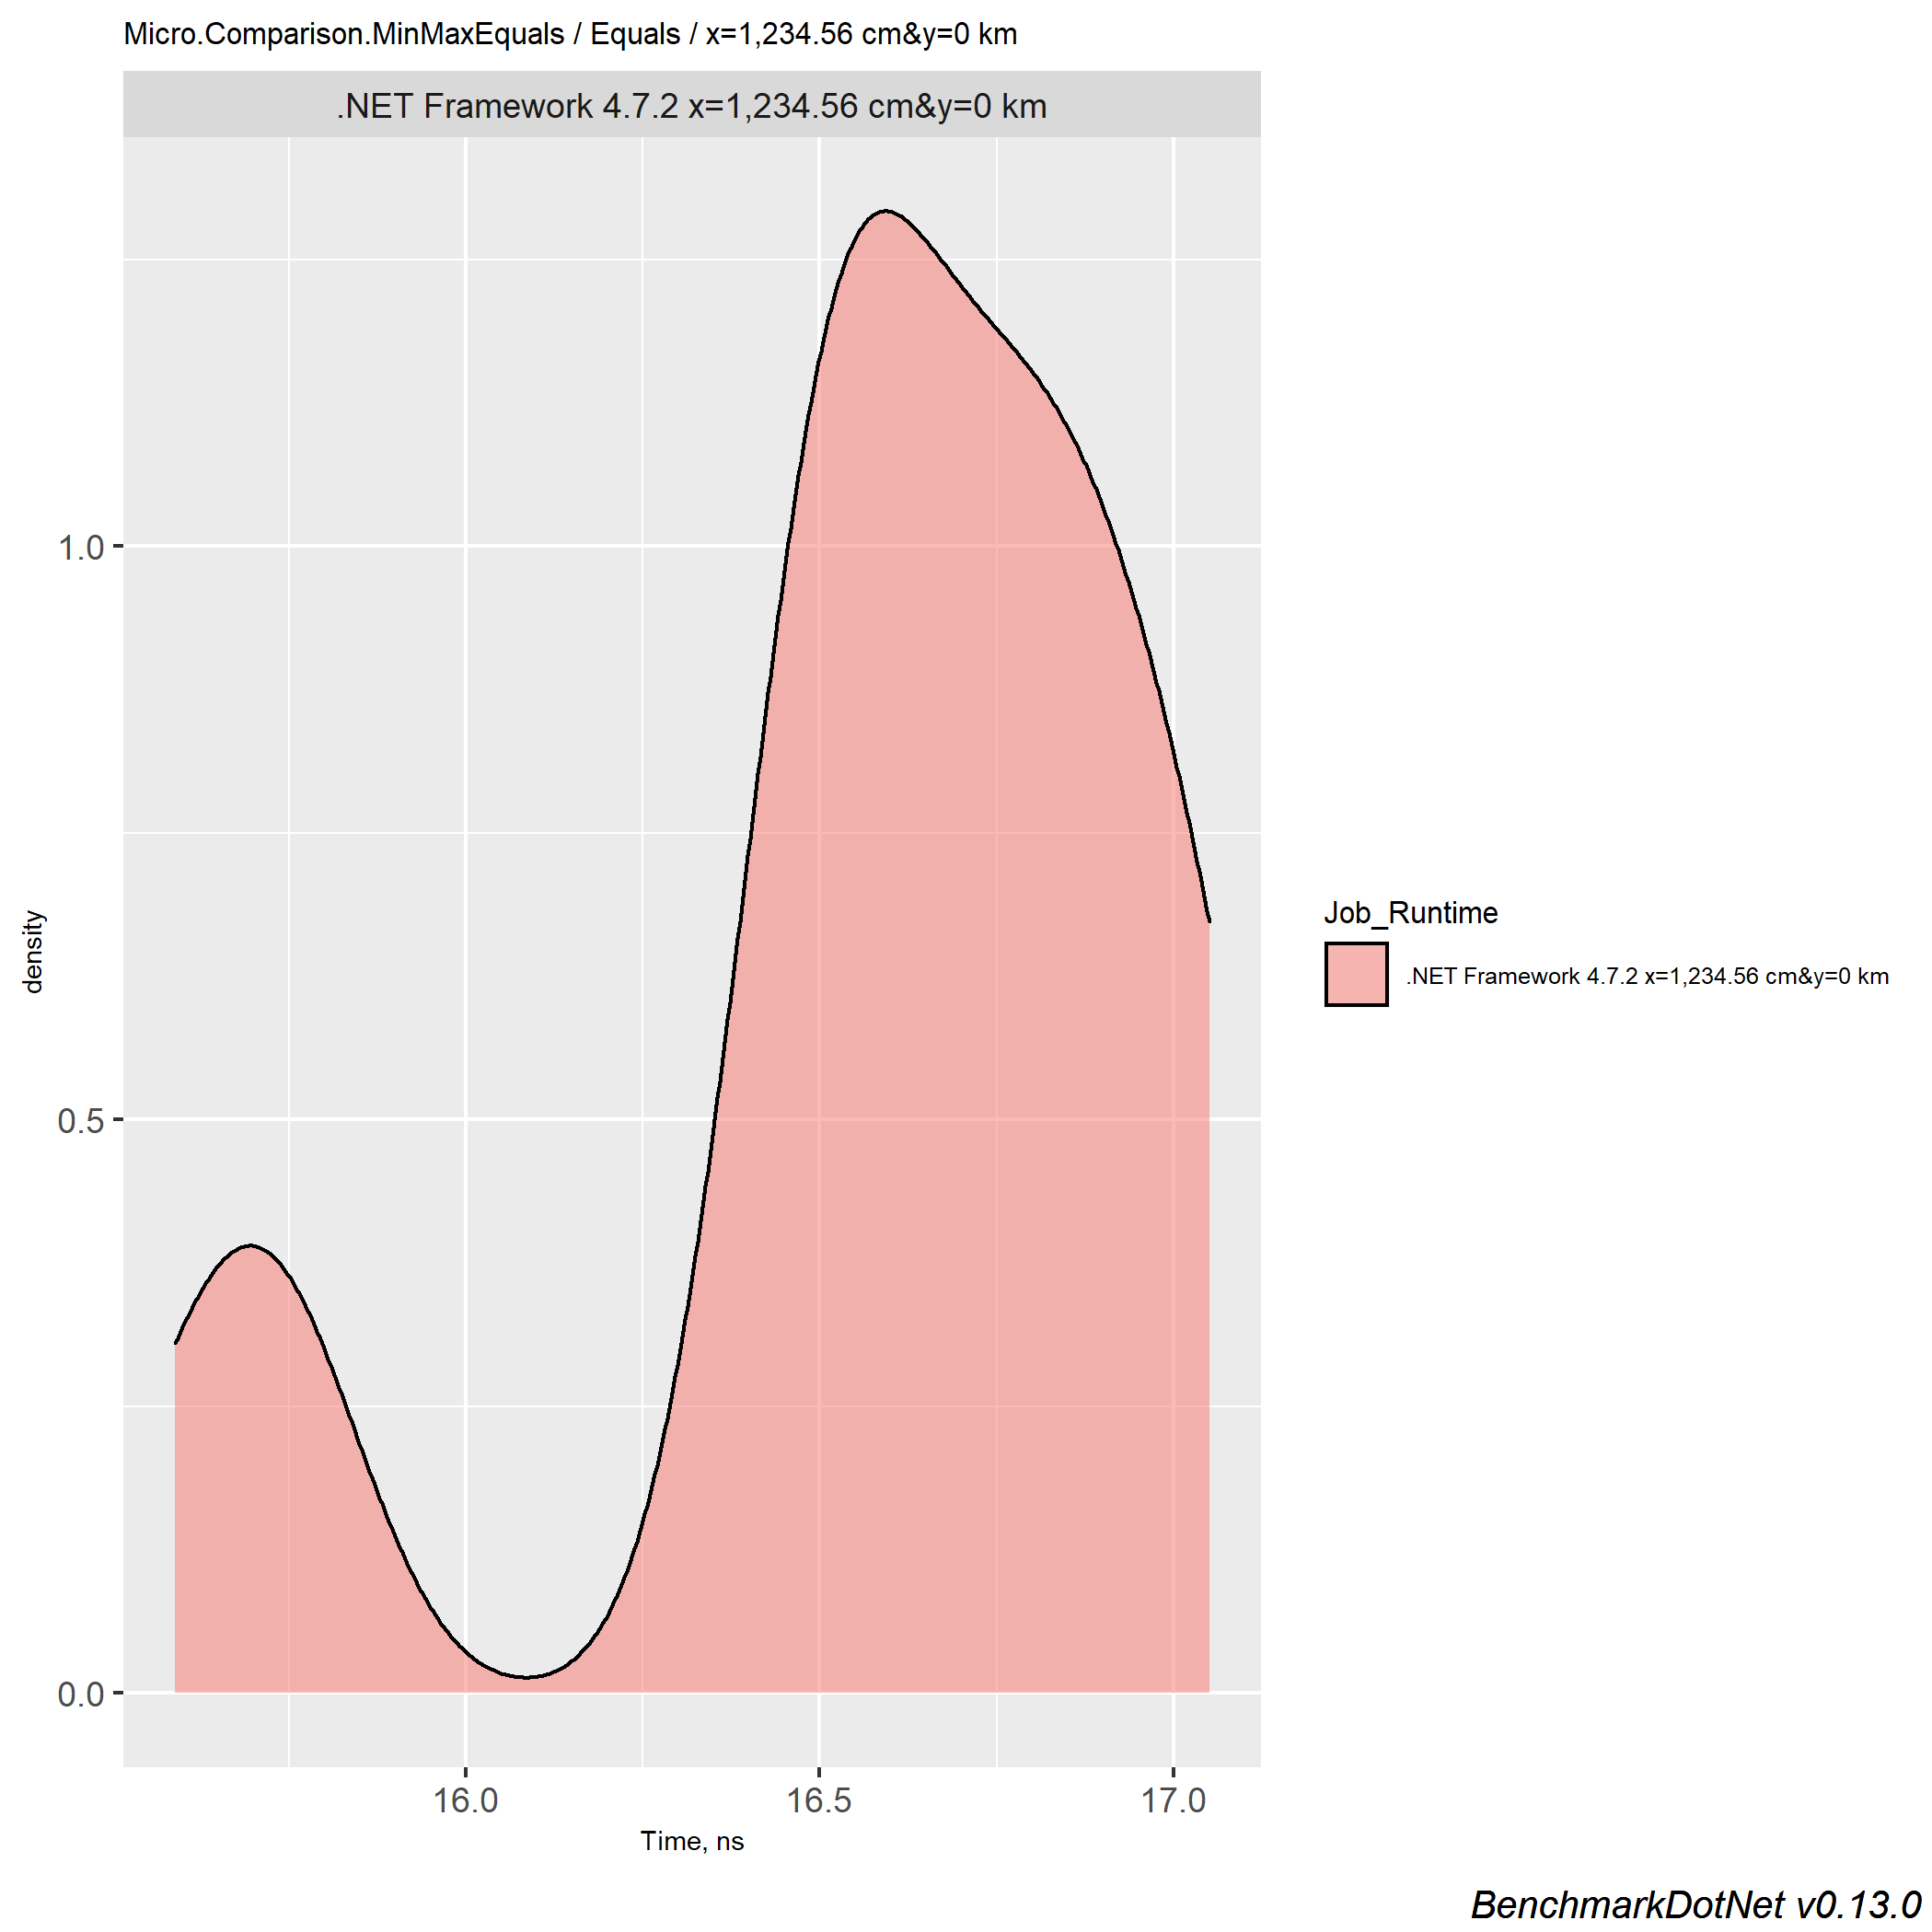 Micro.Comparison.MinMaxEquals / Equals / x=1,234.56 cm&y=0 km
.NET Framework 4.7.2 x=1,234.56 cm&y=0 km
1.0
0.5
0.0
density
16.0 16.5 17.0
Time, ns
Job_Runtime
.NET Framework 4.7.2 x=1,234.56 cm&y=0 km
BenchmarkDotNet v0.13.0